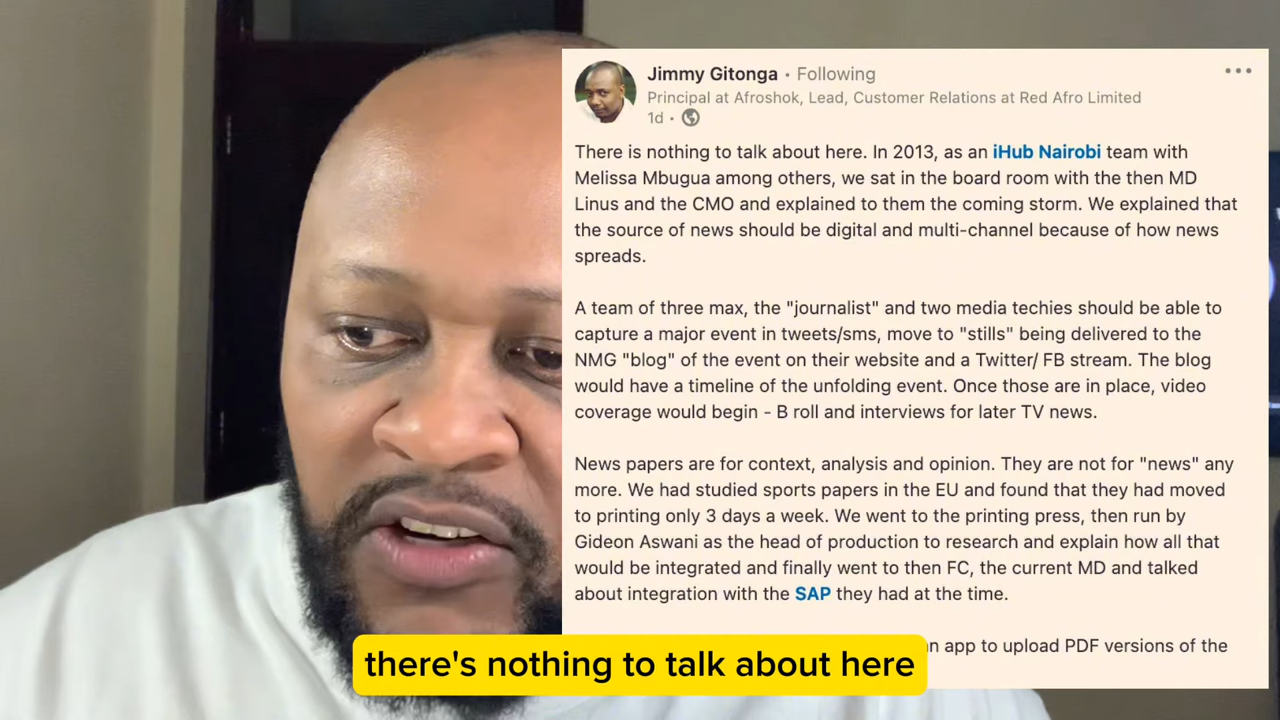 Jimmy Gitonga • Following
Principal at Afroshok, Lead, Customer Relations at Red Afro Limited
1d •
There is nothing to talk about here. In 2013, as an iHub Nairobi team with
Melissa Mbugua among others, we sat in the board room with the then MD
Linus and the CMO and explained to them the coming storm. We explained that
the source of news should be digital and multi-channel because of how news
spreads.
A team of three max, the "journalist" and two media techies should be able to
capture a major event in tweets/sms, move to "stills" being delivered to the
NMG "blog" of the event on their website and a Twitter/ FB stream. The blog
would have a timeline of the unfolding event. Once those are in place, video
coverage would begin - B roll and interviews for later TV news.
News papers are for context, analysis and opinion. They are not for "news" any
more. We had studied sports papers in the EU and found that they had moved
to printing only 3 days a week. We went to the printing press, then run by
Gideon Aswani as the head of production to research and explain how all that
would be integrated and finally went to then FC, the current MD and talked
about integration with the SAP they had at the time.
app to upload PDF versions of the
there's nothing to talk about here